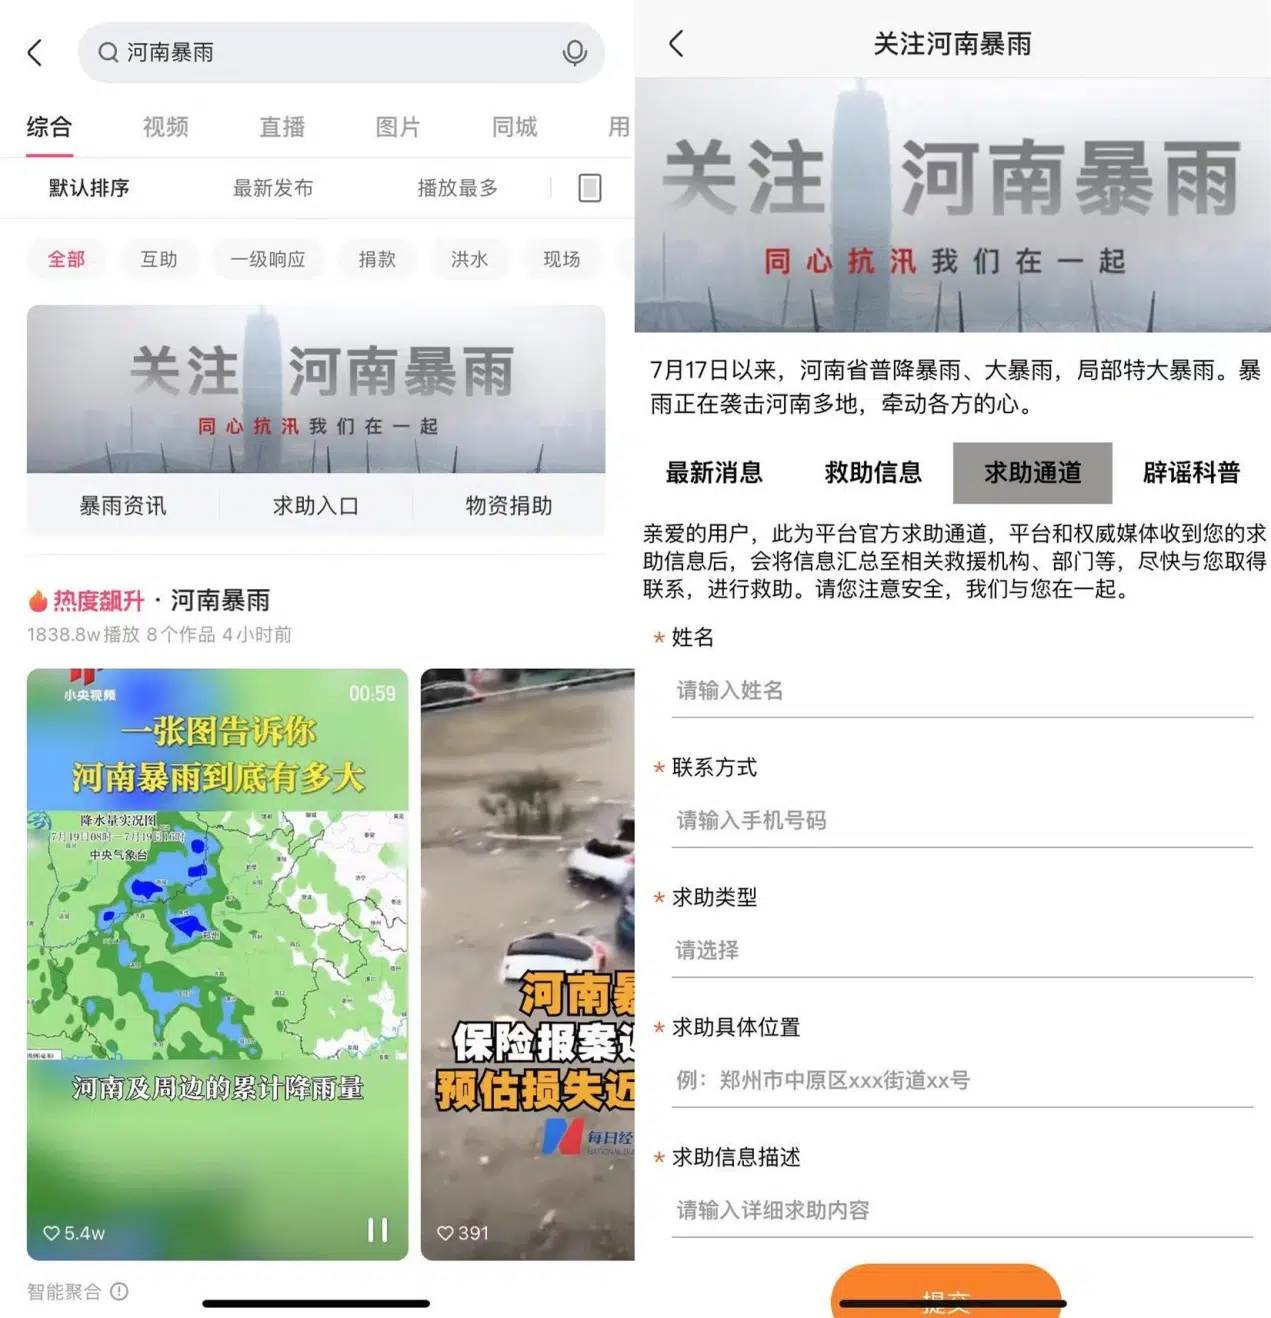 河南暴雨
综合 视频 直播 图片 同城 用
默认排序 最新发布 播放最多
全部 互助 一级响应 捐款 洪水 现场
关注 河南暴雨
同心抗汛我们在一起
暴雨资讯 求助入口 物资捐助
热度飙升 · 河南暴雨
1838.8w播放 8个作品 4小时前
小央视频
00:59
一张图告诉你
河南暴雨到底有多大
降水量实况图
7月19日08时—7月19日16时
中央气象台
郑州
河南及周边的累计降雨量
5.4w
河南暴
保险报案近
预估损失近
每日经
391
智能聚合
关注河南暴雨
关注 河南暴雨
同心抗汛我们在一起
7月17日以来，河南省普降暴雨、大暴雨，局部特大暴雨。暴
雨正在袭击河南多地，牵动各方的心。
最新消息 救助信息 求助通道 辟谣科普
亲爱的用户，此为平台官方求助通道，平台和权威媒体收到您的求
助信息后，会将信息汇总至相关救援机构、部门等，尽快与您取得
联系，进行救助。请您注意安全，我们与您在一起。
* 姓名
请输入姓名
* 联系方式
请输入手机号码
* 求助类型
请选择
* 求助具体位置
例：郑州市中原区xxx街道xx号
* 求助信息描述
请输入详细求助内容
提交